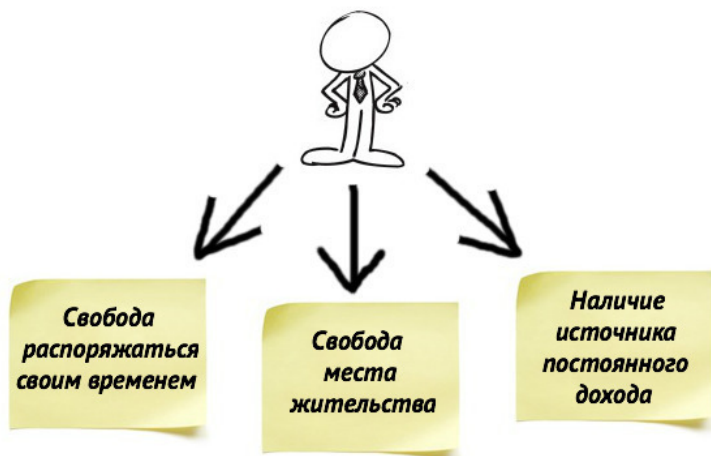 Свобода
распоряжаться
своим временем
Свобода
места
жительства
Наличие
источника
постоянного
дохода